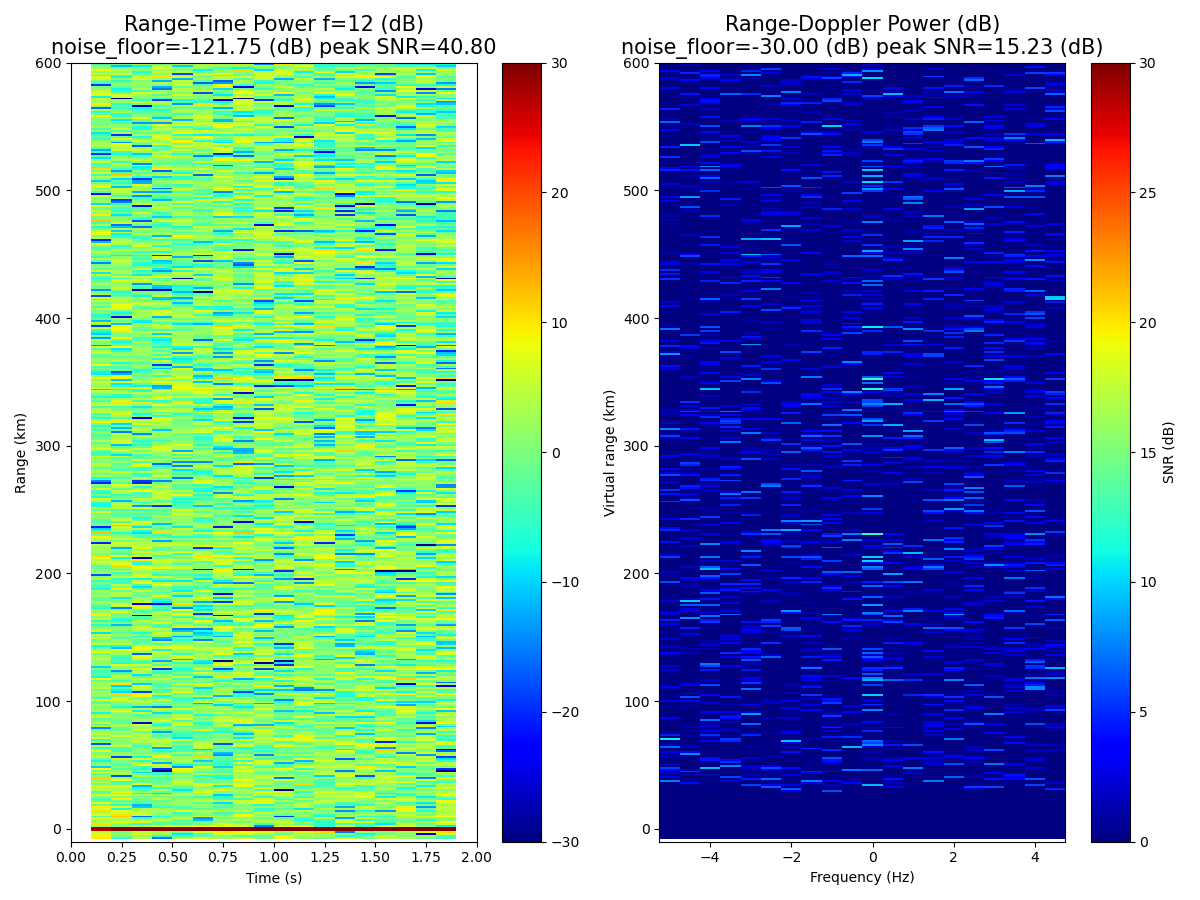 Range-Time Power f=12 (dB)
noise_floor=-121.75 (dB) peak SNR=40.80
Range (km)
600
500
400
300
200
100
0
0.00 0.25 0.50 0.75 1.00 1.25 1.50 1.75 2.00
Time (s)
30
20
10
0
−10
−20
−30
Range-Doppler Power (dB)
noise_floor=-30.00 (dB) peak SNR=15.23 (dB)
Virtual range (km)
600
500
400
300
200
100
0
−4 −2 0 2 4
Frequency (Hz)
30
25
20
15
10
5
0
SNR (dB)